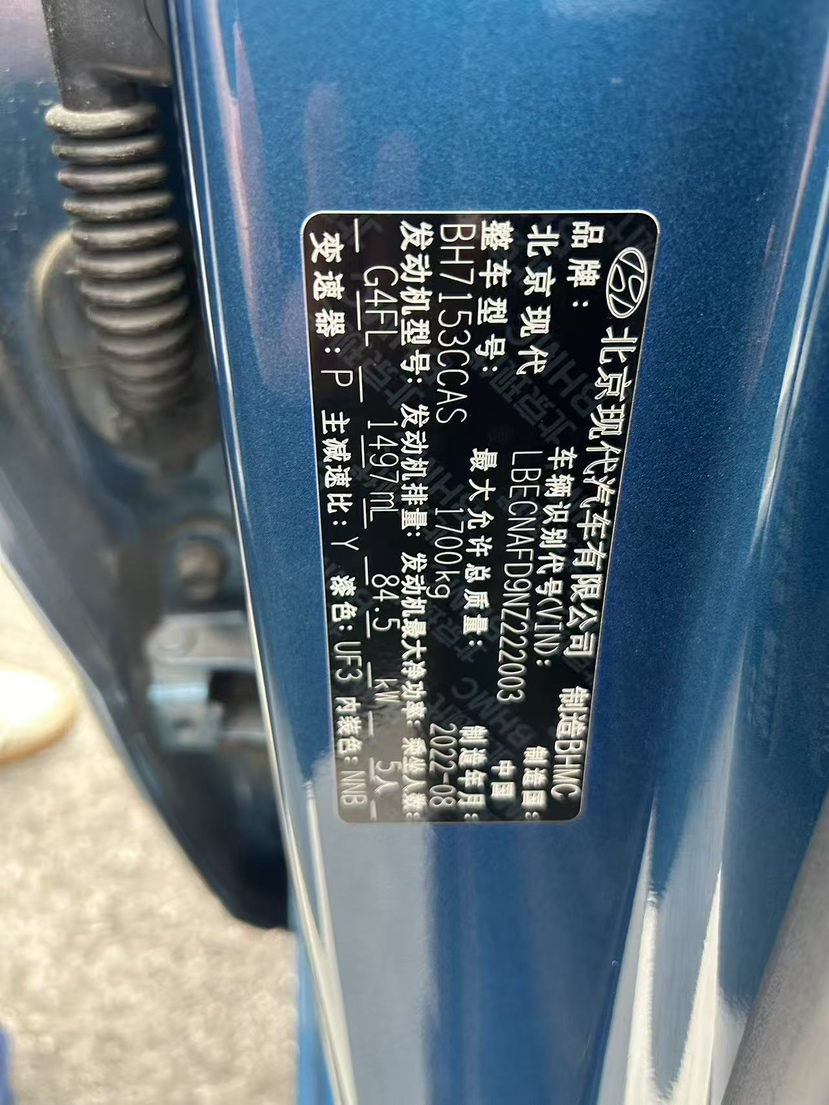 北京现代汽车有限公司 制造BHMC
品牌: 车辆识别代号(VIN): 制造国:
北京现代 LBECNAFD9NZ222003 中国
整车型号: 最大允许总质量: 制造年月:
BH7153CCAS 1700kg 2022-08
发动机型号: 发动机排量: 发动机最大净功率: 乘坐人数:
G4FL 1497mL 84.5 kW 5人
变速器: P 主减速比: Y 漆色: UF3 内装色: NNB